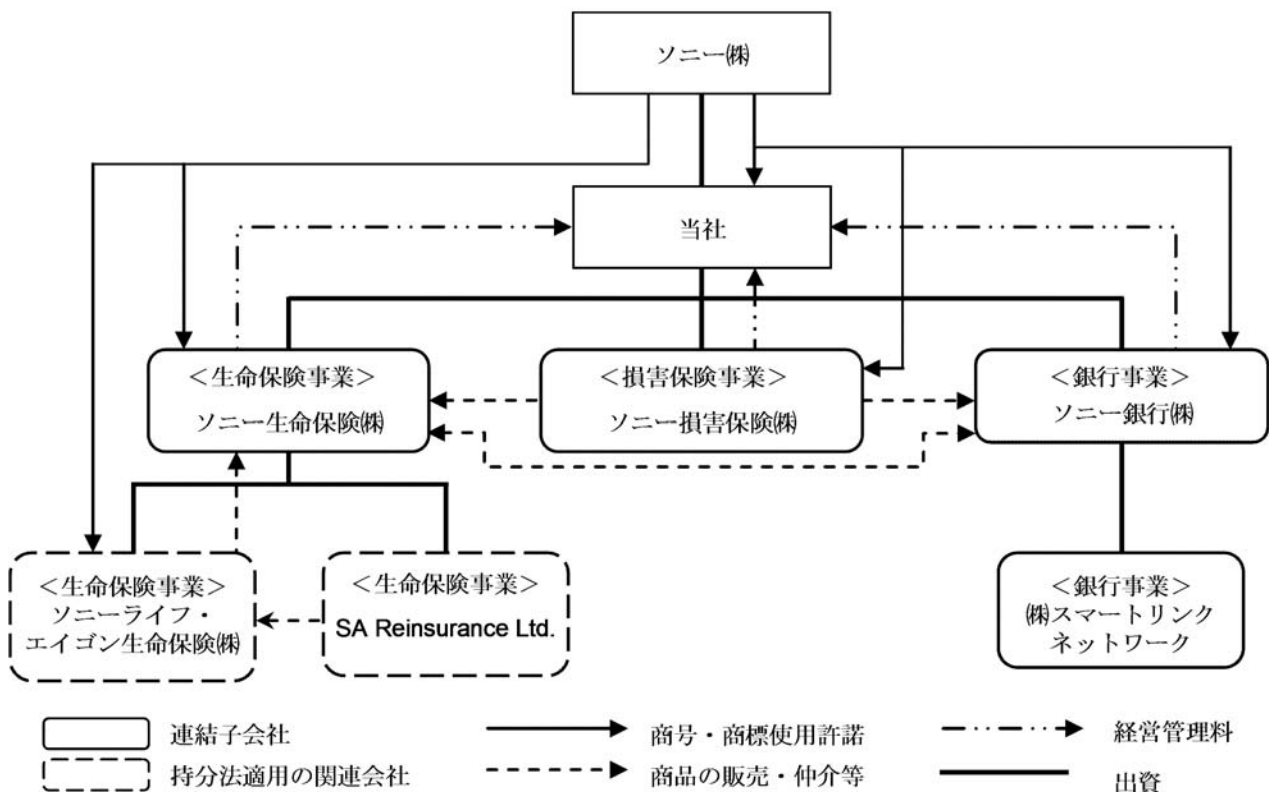 ソニー㈱
当社
<生命保険事業>
ソニー生命保険㈱
<損害保険事業>
ソニー損害保険㈱
<銀行事業>
ソニー銀行㈱
<生命保険事業>
ソニーライフ・
エイゴン生命保険㈱
<生命保険事業>
SA Reinsurance Ltd.
<銀行事業>
㈱スマートリンク
ネットワーク
連結子会社
商号・商標使用許諾
経営管理料
持分法適用の関連会社
商品の販売・仲介等
出資